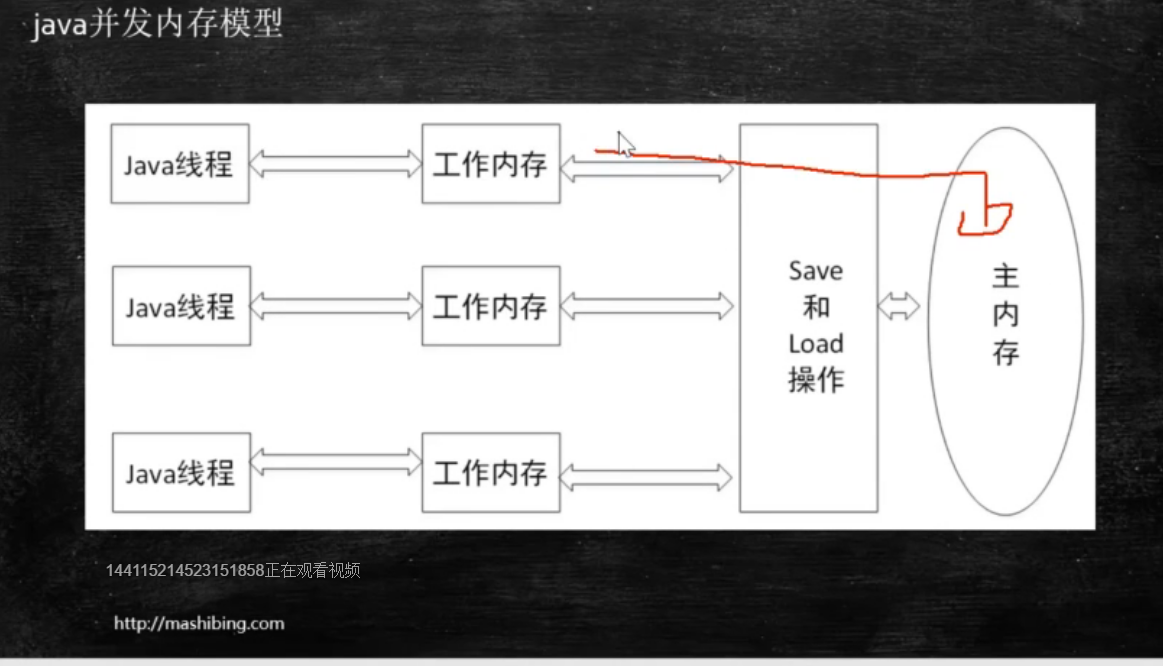 java并发内存模型
Java线程
工作内存
Java线程
工作内存
Java线程
工作内存
Save
和
Load
操作
主
内
存
144115214523151858正在观看视频
http://mashibing.com